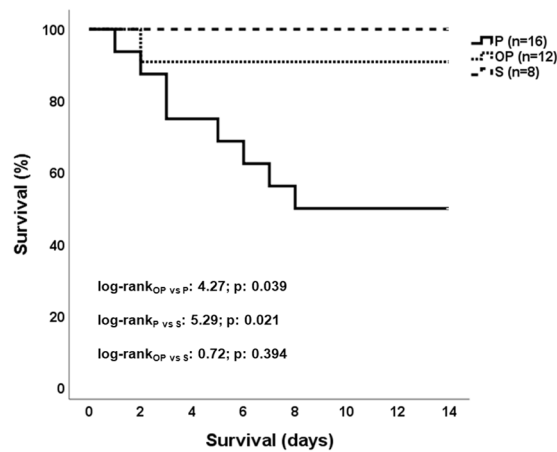 100
80
60
40
20
0
Survival (%)
P (n=16)
OP (n=12)
S (n=8)
log-rankOP vs P: 4.27; p: 0.039
log-rankP vs S: 5.29; p: 0.021
log-rankOP vs S: 0.72; p: 0.394
0 2 4 6 8 10 12 14
Survival (days)